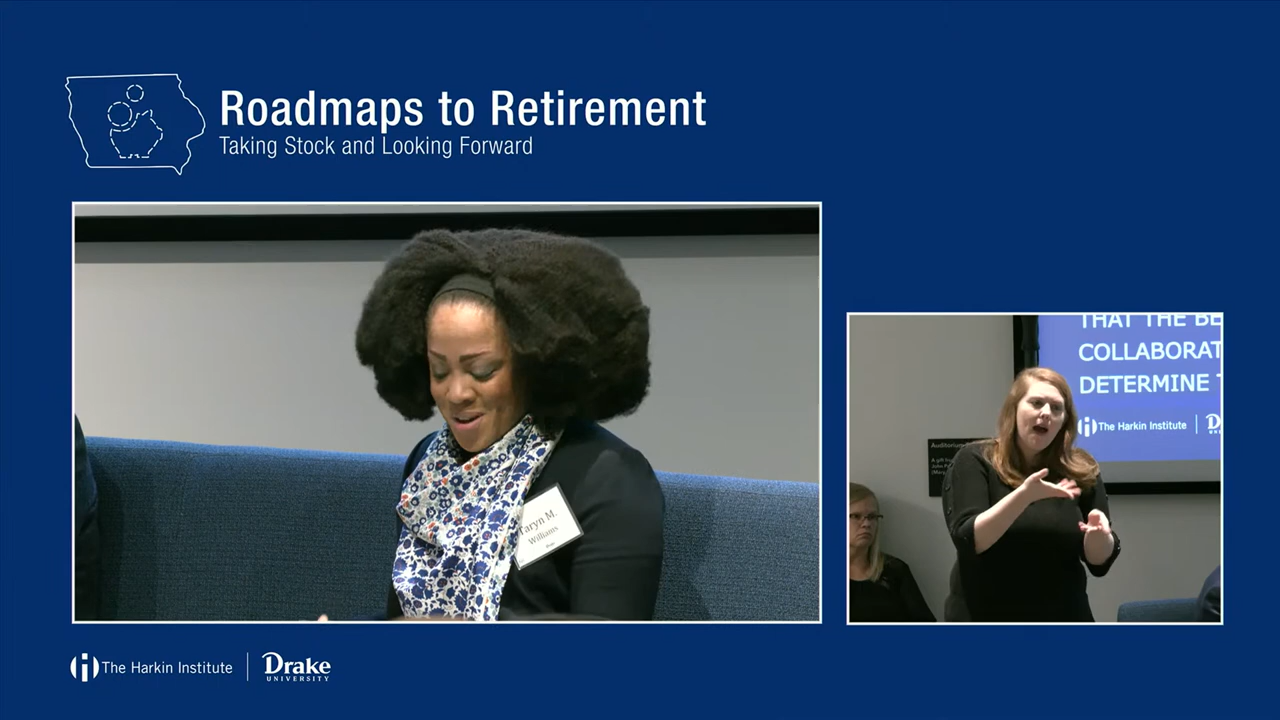 Roadmaps to Retirement
Taking Stock and Looking Forward
Taryn M.
Williams
THAT THE BE
COLLABORAT
DETERMINE T
The Harkin Institute
Auditorium
The Harkin Institute
Drake
UNIVERSITY